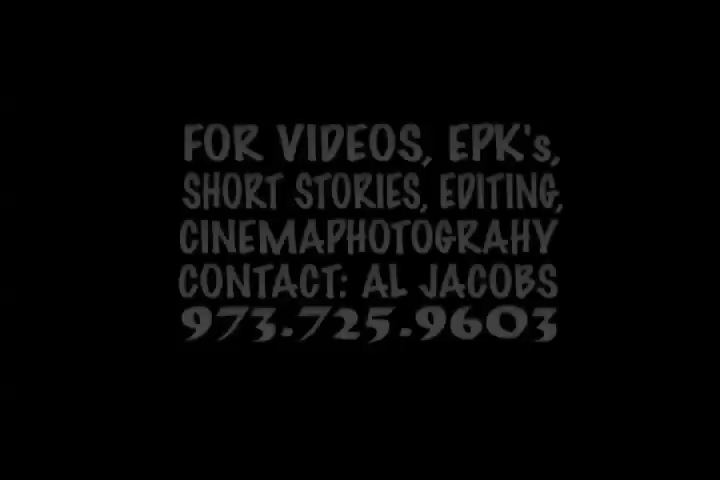 FOR VIDEOS, EPK's,
SHORT STORIES, EDITING,
CINEMAPHOTOGRAHY
CONTACT: AL JACOBS
973.725.9603